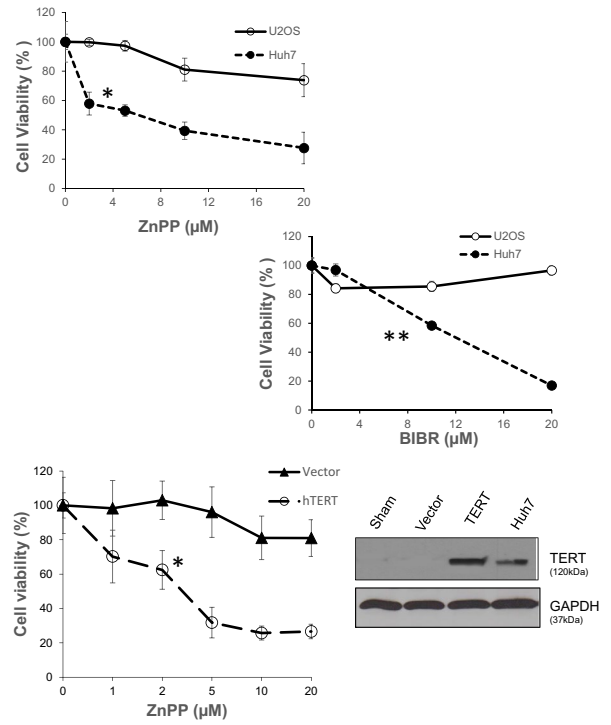 120
100
80
60
40
20
0
Cell Viability (% )
U2OS
Huh7
*
0 4 8 12 16 20
ZnPP (µM)
120
100
80
60
40
20
0
Cell Viability (% )
U2OS
Huh7
**
0 4 8 12 16 20
BIBR (µM)
120
100
80
60
40
20
0
Cell viability (%)
Vector
hTERT
*
0 1 2 5 10 20
ZnPP (µM)
Sham Vector TERT Huh7
TERT
(120kDa)
GAPDH
(37kDa)